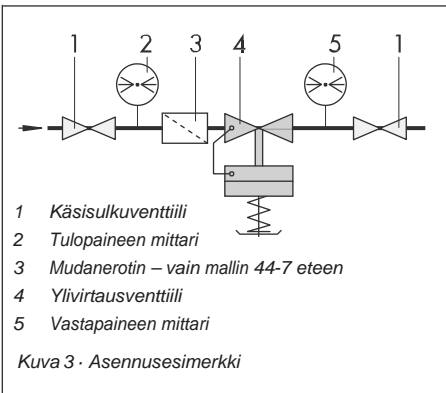 1 2 3 4 5 1
1 Käsisulkuventtiili
2 Tulopaineen mittari
3 Mudanerotin – vain mallin 44-7 eteen
4 Ylivirtausventtiili
5 Vastapaineen mittari
Kuva 3 · Asennusesimerkki